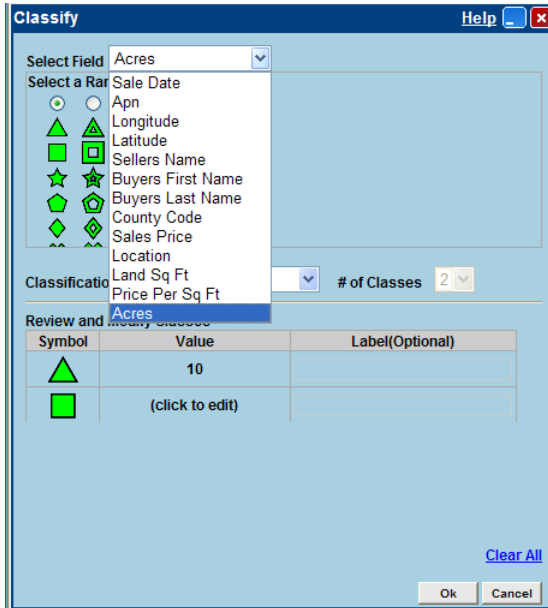 Classify Help
Select Field Acres
Select a Ran
Sale Date
Apn
Longitude
Latitude
Sellers Name
Buyers First Name
Buyers Last Name
County Code
Sales Price
Location
Land Sq Ft
Price Per Sq Ft
Acres
Classificatio # of Classes 2
Review and Modify Classes
Symbol Value Label(Optional)
10
(click to edit)
Clear All
Ok Cancel